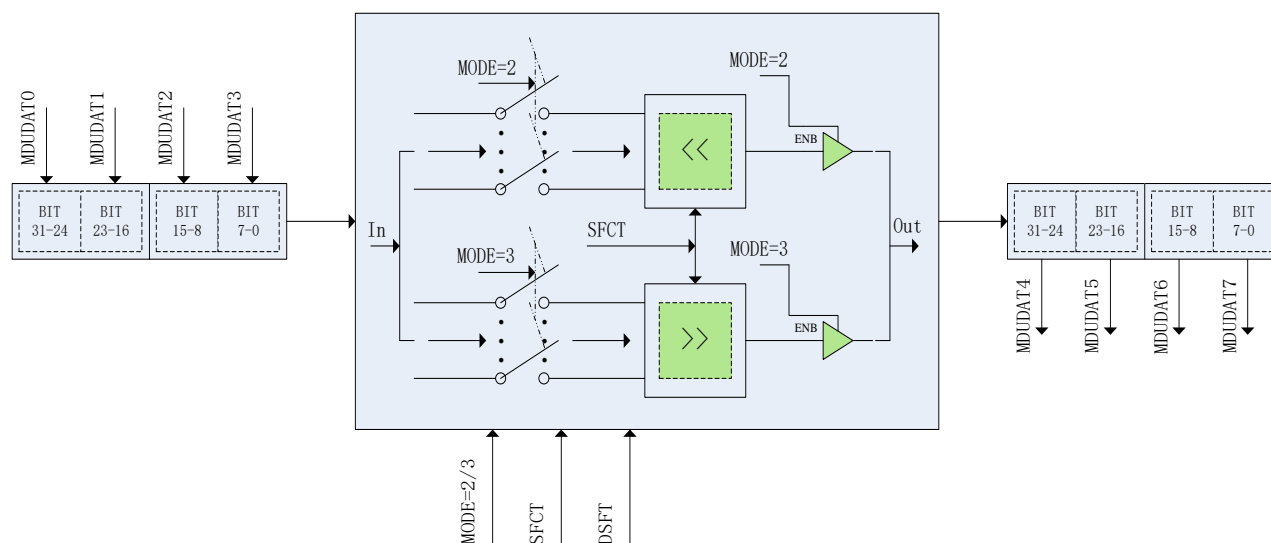 MDUDAT0
MDUDAT1
MDUDAT2
MDUDAT3
BIT
31-24
BIT
23-16
BIT
15-8
BIT
7-0
MODE=2
MODE=2
ENB
<<
In
SFCT
Out
MODE=3
MODE=3
ENB
>>
BIT
31-24
BIT
23-16
BIT
15-8
BIT
7-0
MDUDAT4
MDUDAT5
MDUDAT6
MDUDAT7
MODE=2/3
SFCT
DSFT